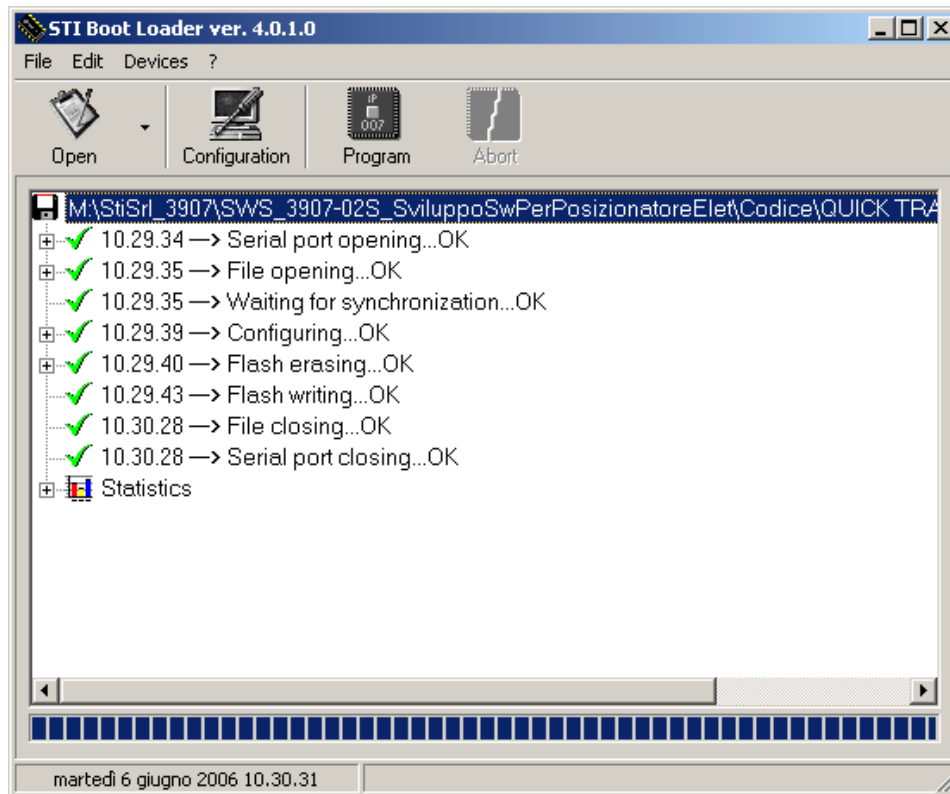 STI Boot Loader ver. 4.0.1.0
File Edit Devices ?
Open Configuration Program Abort
iP
007
M:\StiSrl_3907\SWS_3907-02S_SviluppoSwPerPosizionatoreElet\Codice\QUICK TRA
10.29.34 —> Serial port opening...OK
10.29.35 —> File opening...OK
10.29.35 —> Waiting for synchronization...OK
10.29.39 —> Configuring...OK
10.29.40 —> Flash erasing...OK
10.29.43 —> Flash writing...OK
10.30.28 —> File closing...OK
10.30.28 —> Serial port closing...OK
Statistics
martedì 6 giugno 2006 10.30.31